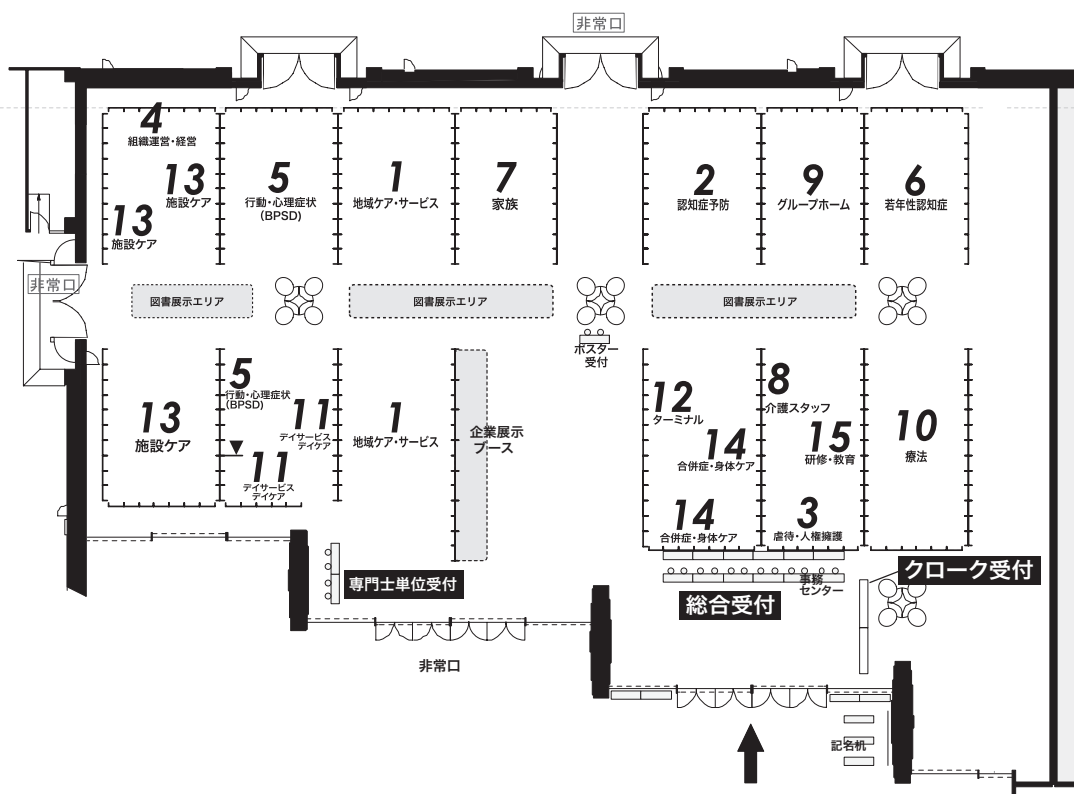 非常口
4
組織運営・経営
13
施設ケア
13
施設ケア
5
行動・心理症状
(BPSD)
1
地域ケア・サービス
7
家族
2
認知症予防
9
グループホーム
6
若年性認知症
非常口
図書展示エリア
図書展示エリア
図書展示エリア
ポスター
受付
13
施設ケア
5
行動・心理症状
(BPSD)
11
デイサービス
デイケア
11
デイサービス
デイケア
1
地域ケア・サービス
企業展示
ブース
12
ターミナル
14
合併症・身体ケア
14
合併症・身体ケア
8
介護スタッフ
15
研修・教育
3
虐待・人権擁護
10
療法
専門士単位受付
事務
センター
クローク受付
総合受付
非常口
記名机